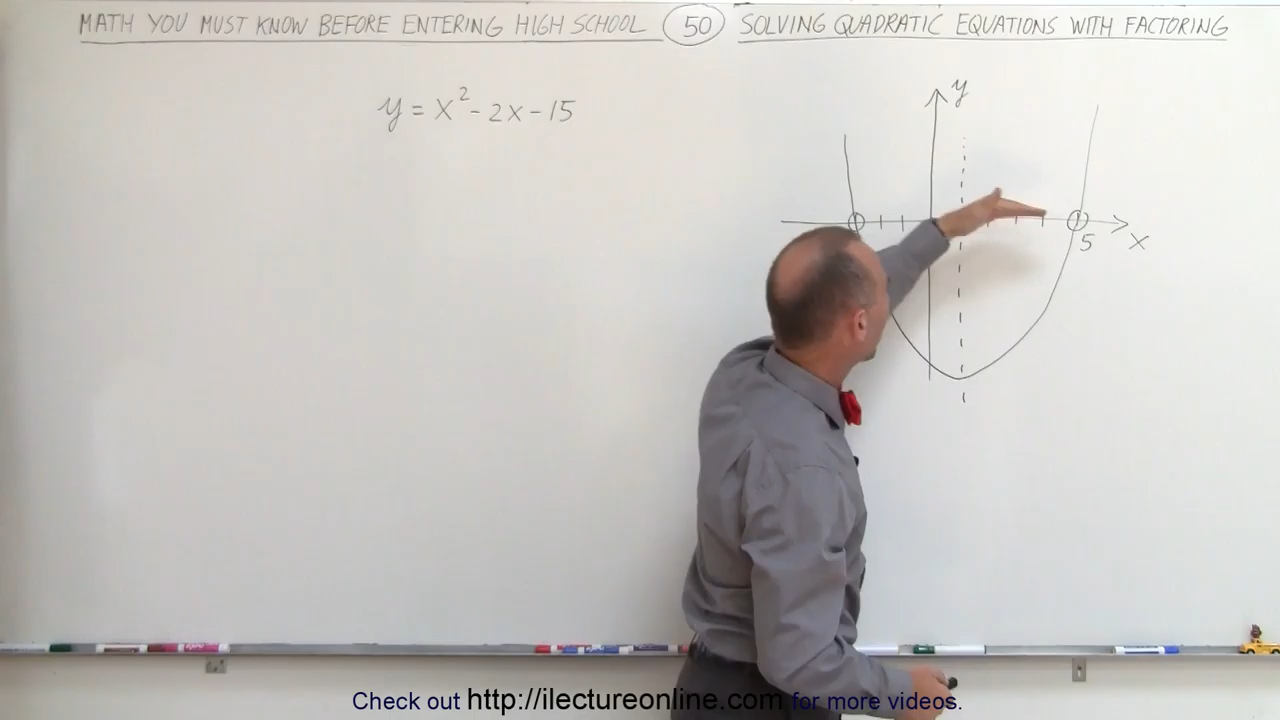 MATH YOU MUST KNOW BEFORE ENTERING HIGH SCHOOL 50 SOLVING QUADRATIC EQUATIONS WITH FACTORING
y = x² - 2x - 15
y
5
x
Check out http://ilectureonline.com for more videos.